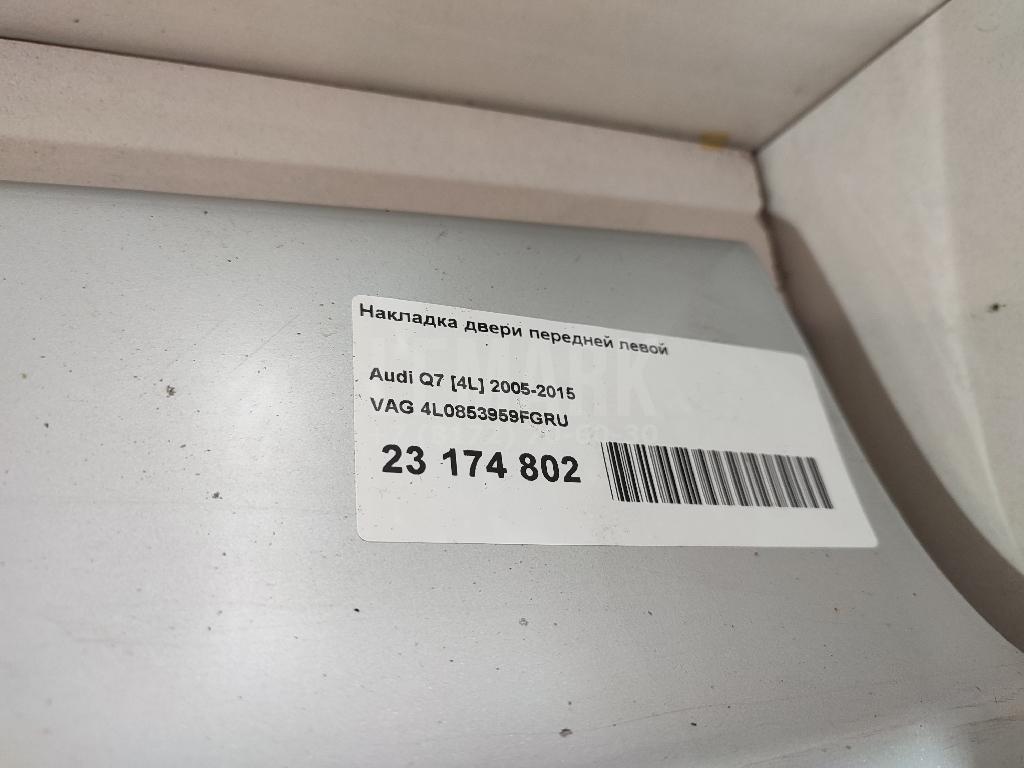 Накладка двери передней левой
Audi Q7 [4L] 2005-2015
VAG 4L0853959FGRU
23 174 802